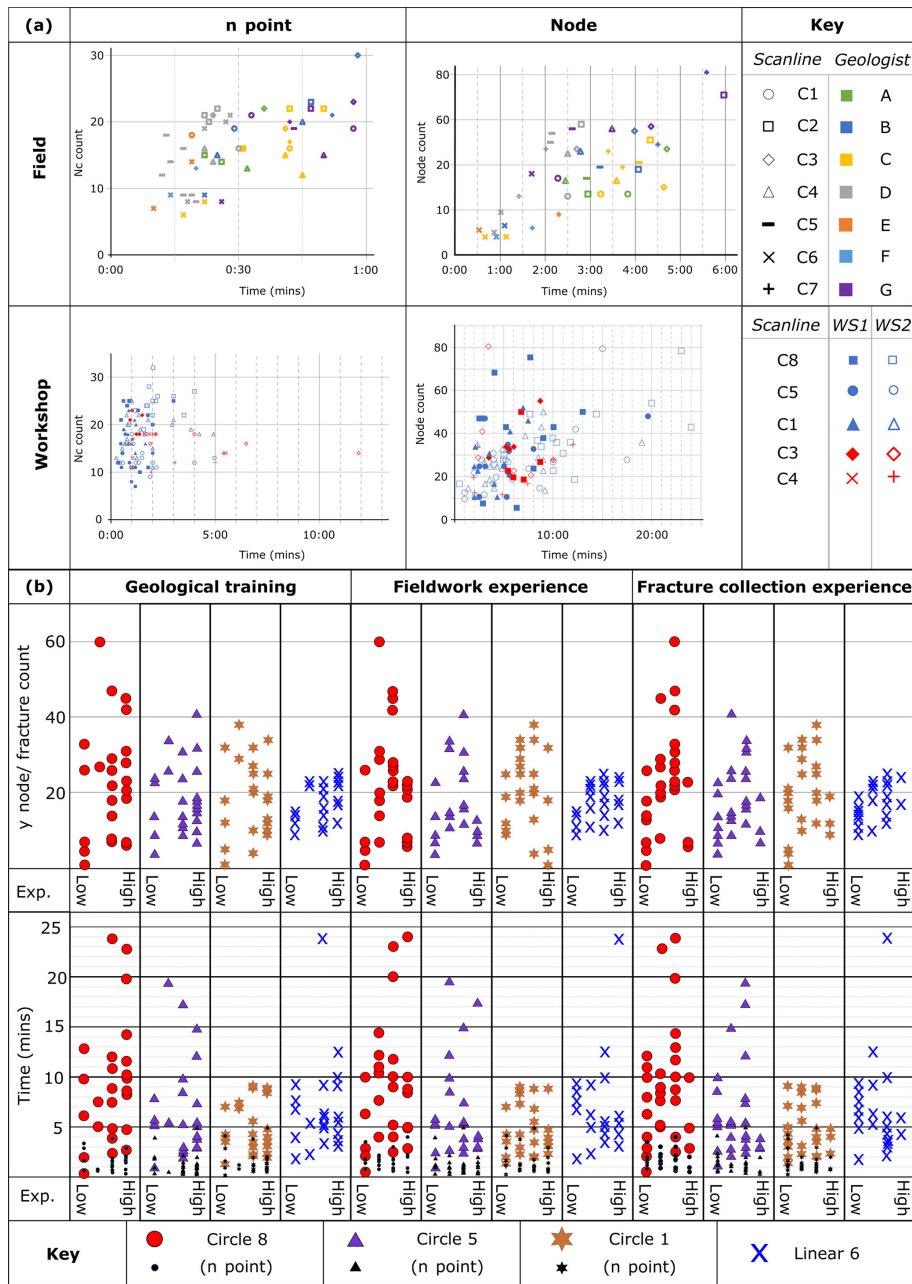 (a) n point Node Key
Field
Nc count
30
20
10
0
0:00 0:30 1:00
Time (mins)
Node count
80
60
20
10
0
0:00 1:00 2:00 3:00 4:00 5:00 6:00
Time (mins)
Scanline Geologist
C1 A
C2 B
C3 C
C4 D
C5 E
C6 F
C7 G
Workshop
Nc count
30
20
10
0
0:00 5:00 10:00
Time (mins)
Node count
80
60
40
20
0
0:00 10:00 20:00
Time (mins)
Scanline WS1 WS2
C8
C5
C1
C3
C4
(b) Geological training Fieldwork experience Fracture collection experience
y node/ fracture count
60
40
20
Exp. Low High Low High Low High Low High Low High Low High Low High Low High Low High Low High Low High Low High
Time (mins)
25
20
15
10
5
Exp. Low High Low High Low High Low High Low High Low High Low High Low High Low High Low High Low High Low High
Key Circle 8 Circle 5 Circle 1 Linear 6
(n point) (n point) (n point)